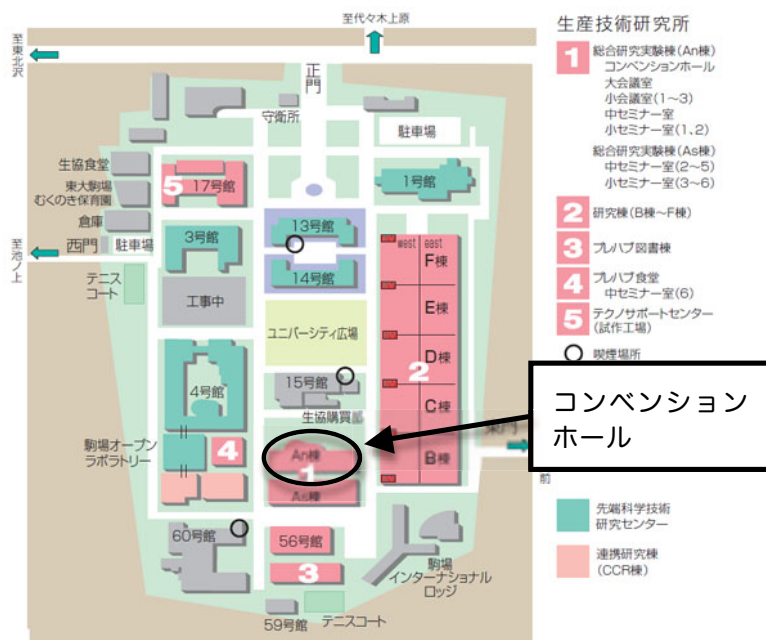 至代々木上原
至東北沢
正門
守衛所
駐車場
生協食堂
東大駒場
むくのき保育園
倉庫
西門
駐車場
至池ノ上
テニス
コート
5
17号館
1号館
3号館
13号館
14号館
工事中
ユニバーシティ広場
west
east
F棟
E棟
D棟
2
C棟
B棟
15号館
生協購買部
4号館
駒場オープン
ラボラトリー
4
An棟
1
As棟
60号館
56号館
3
59号館
テニスコート
駒場
インターナショナル
ロッジ
前
コンベンション
ホール
生産技術研究所
1
総合研究実験棟(An棟)
コンベンションホール
大会議室
小会議室(1～3)
中セミナー室
小セミナー室(1、2)
総合研究実験棟(As棟)
中セミナー室(2～5)
小セミナー室(3～6)
2 研究棟(B棟～F棟)
3 プレハブ図書棟
4 プレハブ食堂
中セミナー室(6)
5 テクノサポートセンター
(試作工場)
喫煙場所
先端科学技術
研究センター
連携研究棟
(CCR棟)